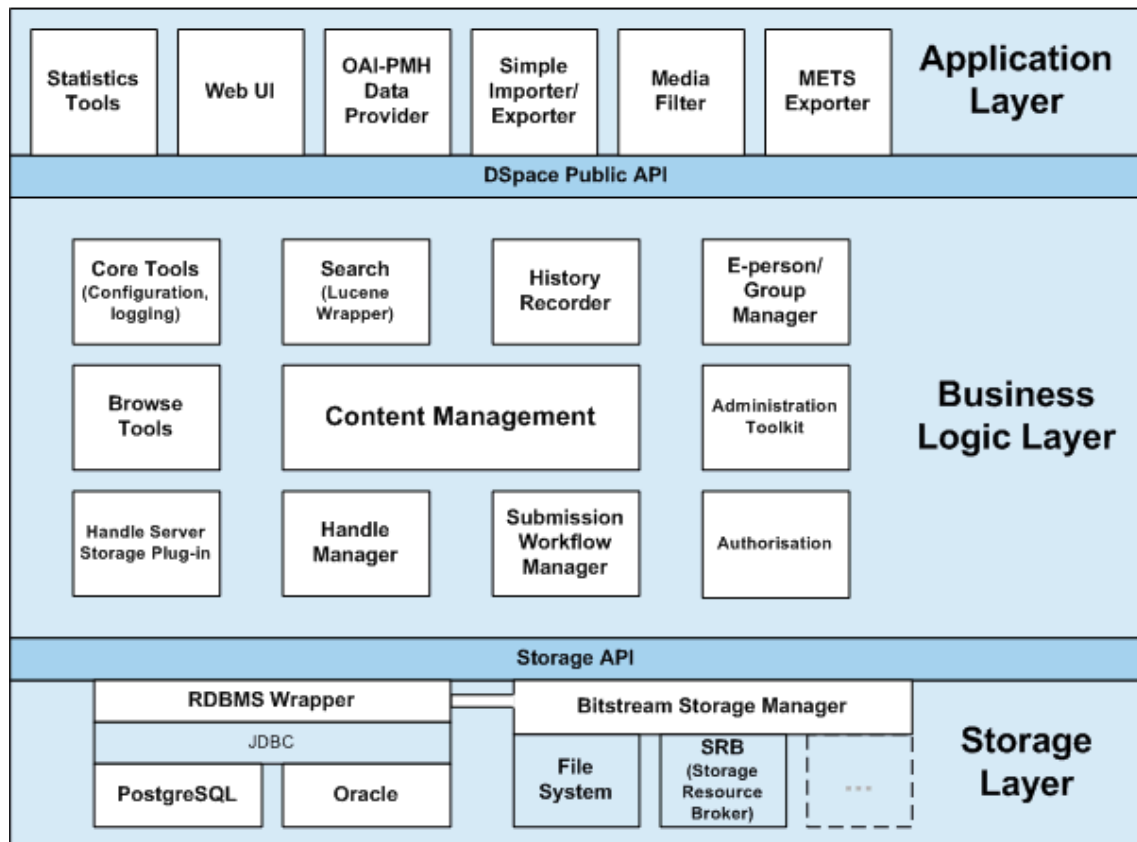 Statistics
Tools
Web UI
OAI-PMH
Data
Provider
Simple
Importer/
Exporter
Media
Filter
METS
Exporter
Application
Layer
DSpace Public API
Core Tools
(Configuration,
logging)
Search
(Lucene
Wrapper)
History
Recorder
E-person/
Group
Manager
Browse
Tools
Content Management
Administration
Toolkit
Business
Logic Layer
Handle Server
Storage Plug-in
Handle
Manager
Submission
Workflow
Manager
Authorisation
Storage API
RDBMS Wrapper
JDBC
PostgreSQL
Oracle
Bitstream Storage Manager
File
System
SRB
(Storage
Resource
Broker)
...
Storage
Layer